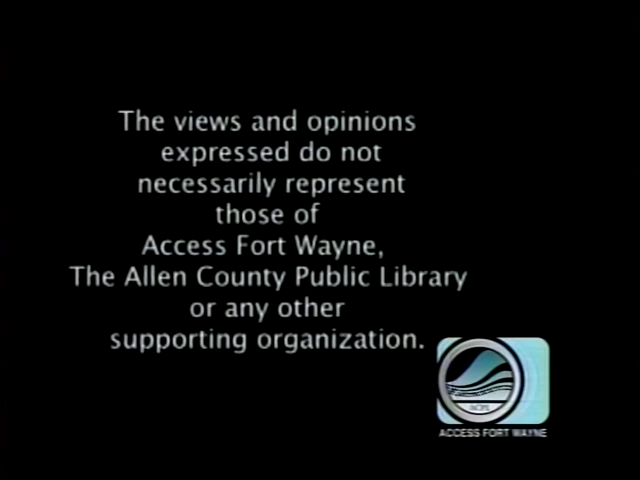 The views and opinions
expressed do not
necessarily represent
those of
Access Fort Wayne,
The Allen County Public Library
or any other
supporting organization.
ACPL
ACCESS FORT WAYNE